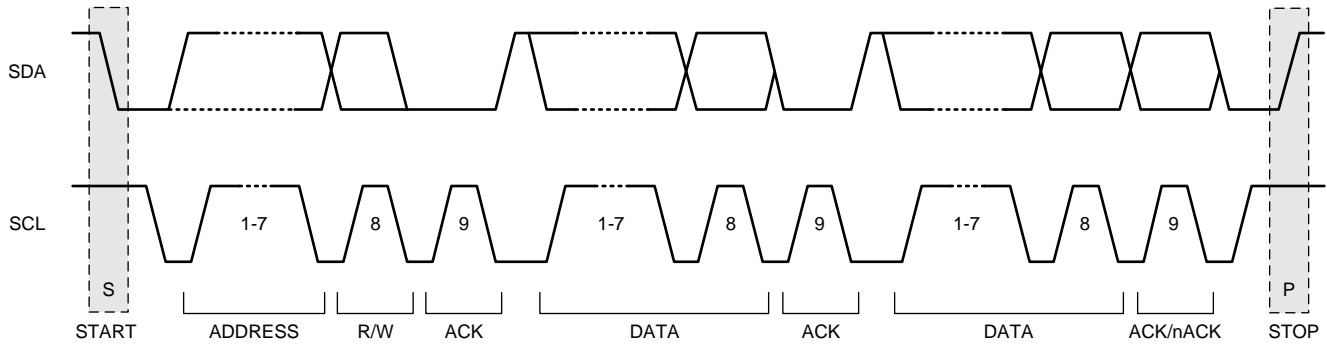 SDA
SCL
1-7
8
9
1-7
8
9
1-7
8
9
S
P
START
ADDRESS
R/W
ACK
DATA
ACK
DATA
ACK/nACK
STOP